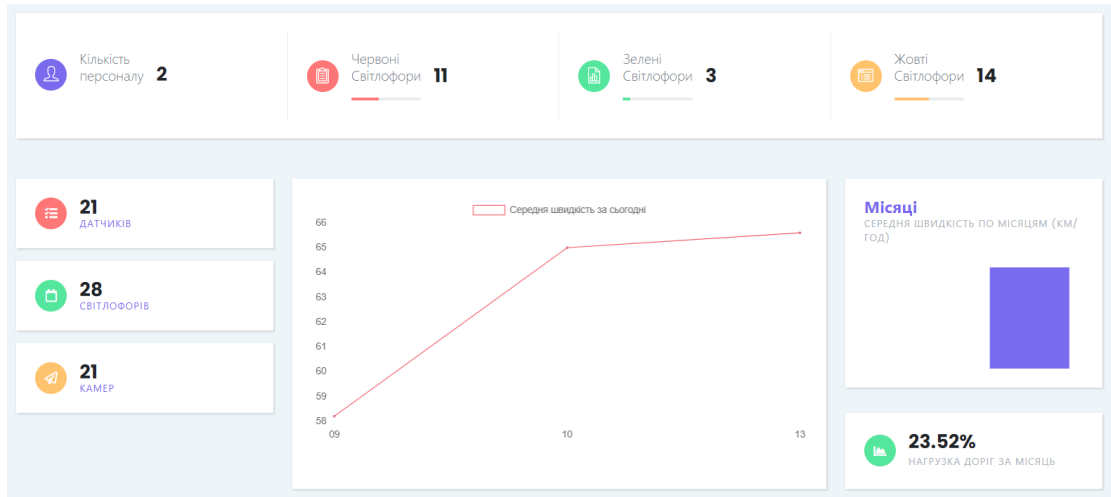 Кількість
персоналу 2
Червоні
Світлофори 11
Зелені
Світлофори 3
Жовті
Світлофори 14
21
ДАТЧИКІВ
28
СВІТЛОФОРІВ
21
КАМЕР
Середня швидкість за сьогодні
66
65
64
63
62
61
60
59
58
09 10 13
Місяці
СЕРЕДНЯ ШВИДКІСТЬ ПО МІСЯЦЯМ (КМ/
ГОД)
23.52%
НАГРУЗКА ДОРІГ ЗА МІСЯЦЬ